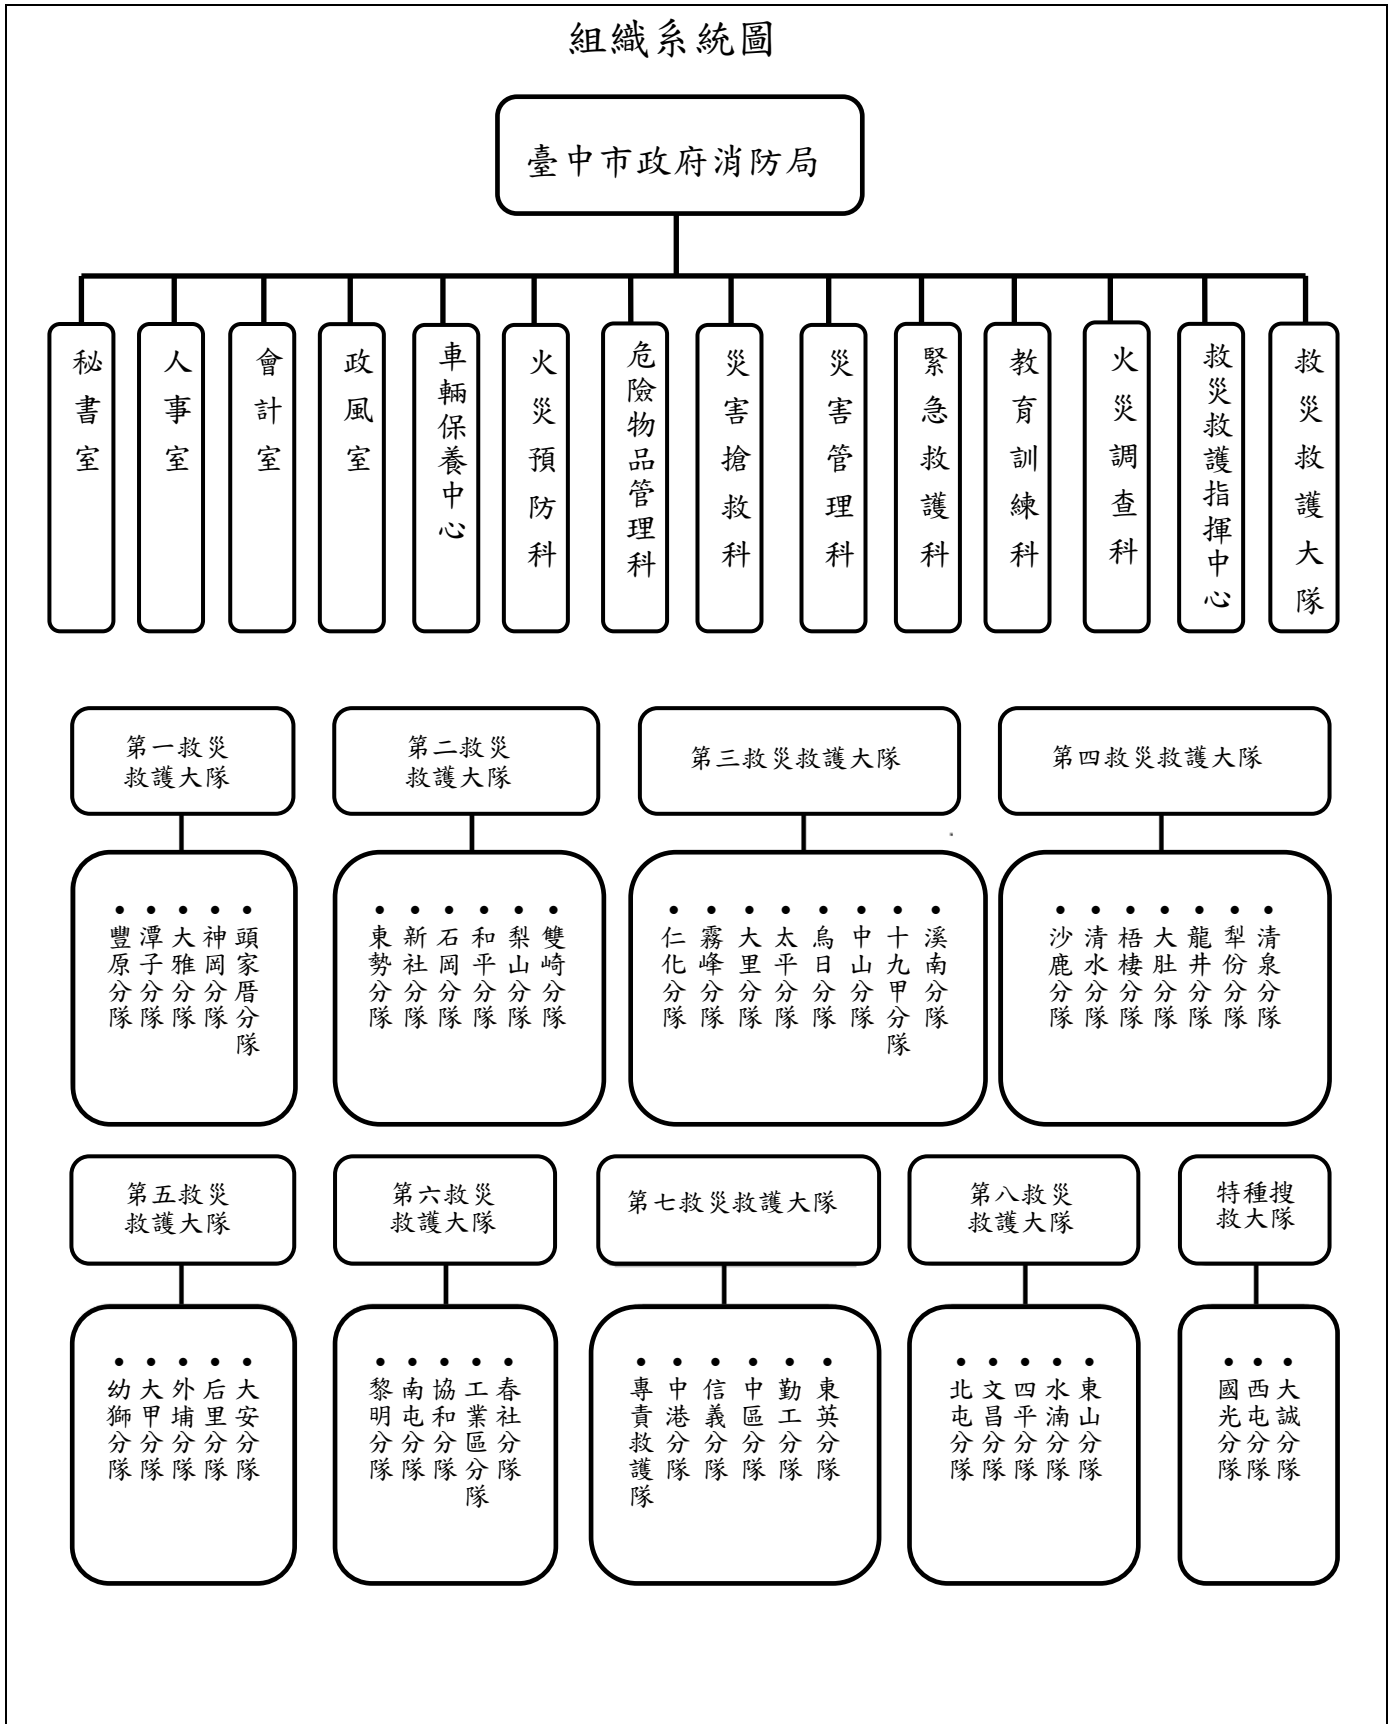 組織系統圖
臺中市政府消防局
秘書室
人事室
會計室
政風室
車輛保養中心
火災預防科
危險物品管理科
災害搶救科
災害管理科
緊急救護科
教育訓練科
火災調查科
救災救護指揮中心
救災救護大隊
第一救災
救護大隊
• 豐原分隊
• 潭子分隊
• 大雅分隊
• 神岡分隊
• 頭家厝分隊
第二救災
救護大隊
• 東勢分隊
• 新社分隊
• 石岡分隊
• 和平分隊
• 梨山分隊
• 雙崎分隊
第三救災救護大隊
• 仁化分隊
• 霧峰分隊
• 大里分隊
• 太平分隊
• 烏日分隊
• 中山分隊
• 十九甲分隊
• 溪南分隊
第四救災救護大隊
• 沙鹿分隊
• 清水分隊
• 梧棲分隊
• 大肚分隊
• 龍井分隊
• 犁份分隊
• 清泉分隊
第五救災
救護大隊
• 幼獅分隊
• 大甲分隊
• 外埔分隊
• 后里分隊
• 大安分隊
第六救災
救護大隊
• 黎明分隊
• 南屯分隊
• 協和分隊
• 工業區分隊
• 春社分隊
第七救災救護大隊
• 專責救護隊
• 中港分隊
• 信義分隊
• 中區分隊
• 勤工分隊
• 東英分隊
第八救災
救護大隊
• 北屯分隊
• 文昌分隊
• 四平分隊
• 水湳分隊
• 東山分隊
特種搜
救大隊
• 國光分隊
• 西屯分隊
• 大誠分隊